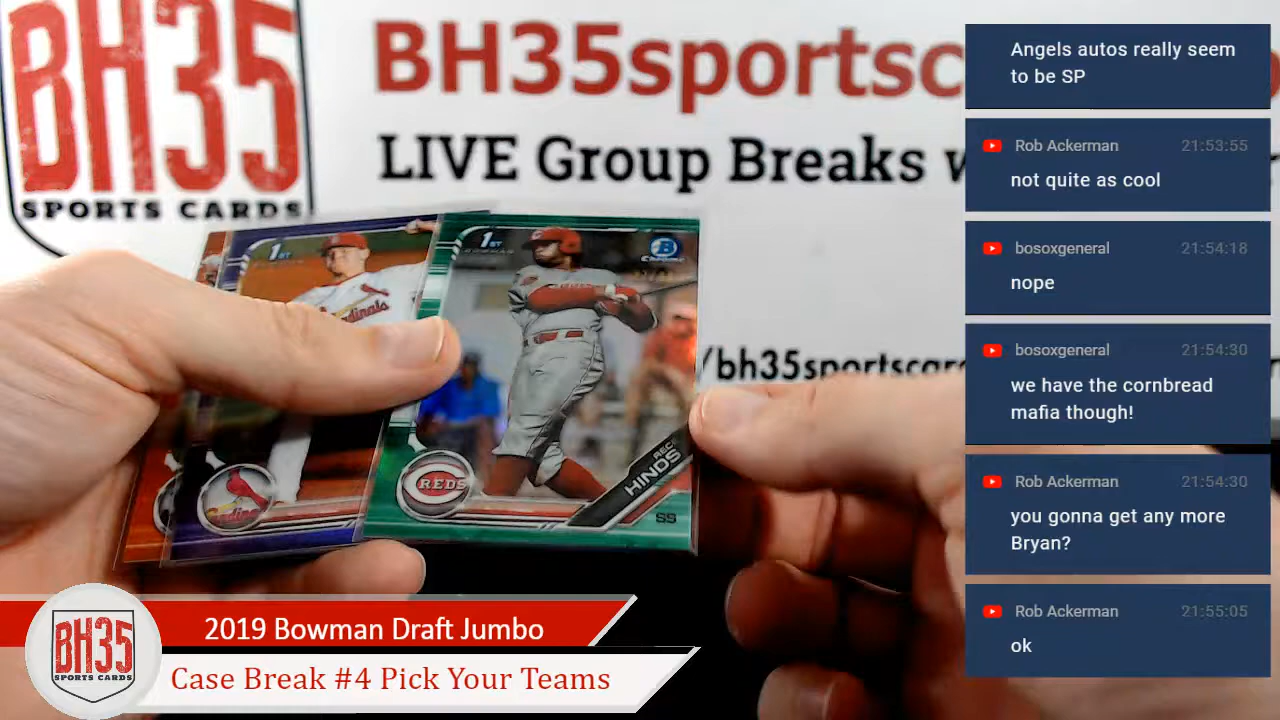 BH35
SPORTS CARDS
BH35sportsc
LIVE Group Breaks w
/bh35sportscar
1ST
Cardinals
1ST
BOWMAN
B
Chrome
REDS
HINDS
SS
Angels autos really seem
to be SP
Rob Ackerman 21:53:55
not quite as cool
bosoxgeneral 21:54:18
nope
bosoxgeneral 21:54:30
we have the cornbread
mafia though!
Rob Ackerman 21:54:30
you gonna get any more
Bryan?
Rob Ackerman 21:55:05
ok
BH35
SPORTS CARDS
2019 Bowman Draft Jumbo
Case Break #4 Pick Your Teams